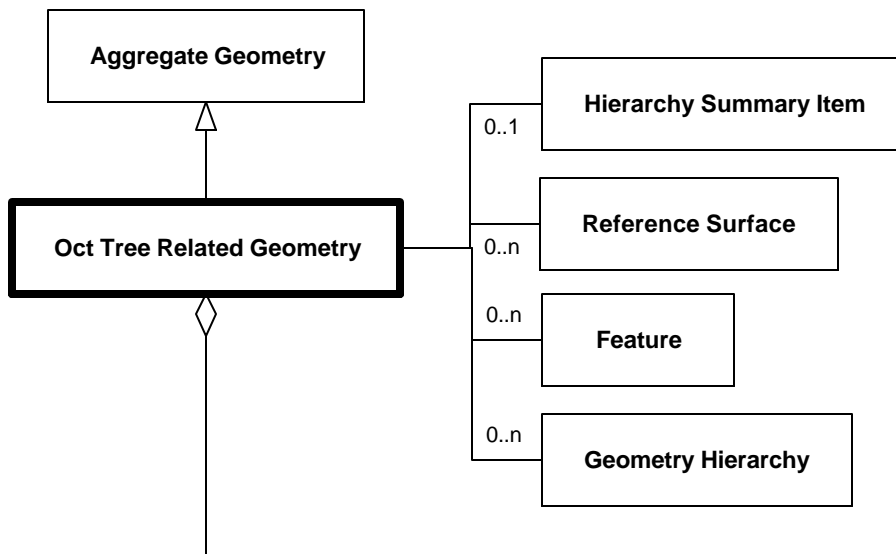 Aggregate Geometry
Hierarchy Summary Item
0..1
Oct Tree Related Geometry
Reference Surface
0..n
0..n
Feature
0..n
Geometry Hierarchy